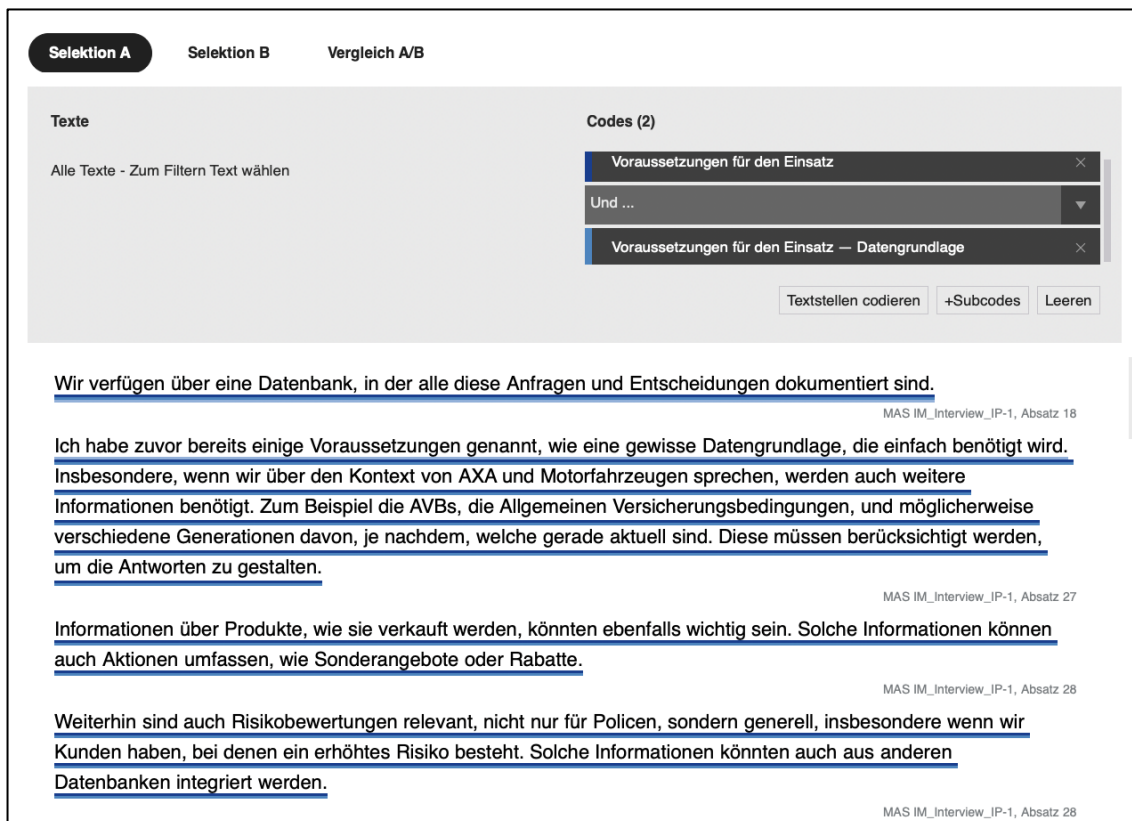 Selektion A Selektion B Vergleich A/B
Texte
Codes (2)
Alle Texte - Zum Filtern Text wählen
Voraussetzungen für den Einsatz
Und ...
Voraussetzungen für den Einsatz — Datengrundlage
Textstellen codieren +Subcodes Leeren
Wir verfügen über eine Datenbank, in der alle diese Anfragen und Entscheidungen dokumentiert sind.
MAS IM_Interview_IP-1, Absatz 18
Ich habe zuvor bereits einige Voraussetzungen genannt, wie eine gewisse Datengrundlage, die einfach benötigt wird.
Insbesondere, wenn wir über den Kontext von AXA und Motorfahrzeugen sprechen, werden auch weitere
Informationen benötigt. Zum Beispiel die AVBs, die Allgemeinen Versicherungsbedingungen, und möglicherweise
verschiedene Generationen davon, je nachdem, welche gerade aktuell sind. Diese müssen berücksichtigt werden,
um die Antworten zu gestalten.
MAS IM_Interview_IP-1, Absatz 27
Informationen über Produkte, wie sie verkauft werden, könnten ebenfalls wichtig sein. Solche Informationen können
auch Aktionen umfassen, wie Sonderangebote oder Rabatte.
MAS IM_Interview_IP-1, Absatz 28
Weiterhin sind auch Risikobewertungen relevant, nicht nur für Policen, sondern generell, insbesondere wenn wir
Kunden haben, bei denen ein erhöhtes Risiko besteht. Solche Informationen könnten auch aus anderen
Datenbanken integriert werden.
MAS IM_Interview_IP-1, Absatz 28